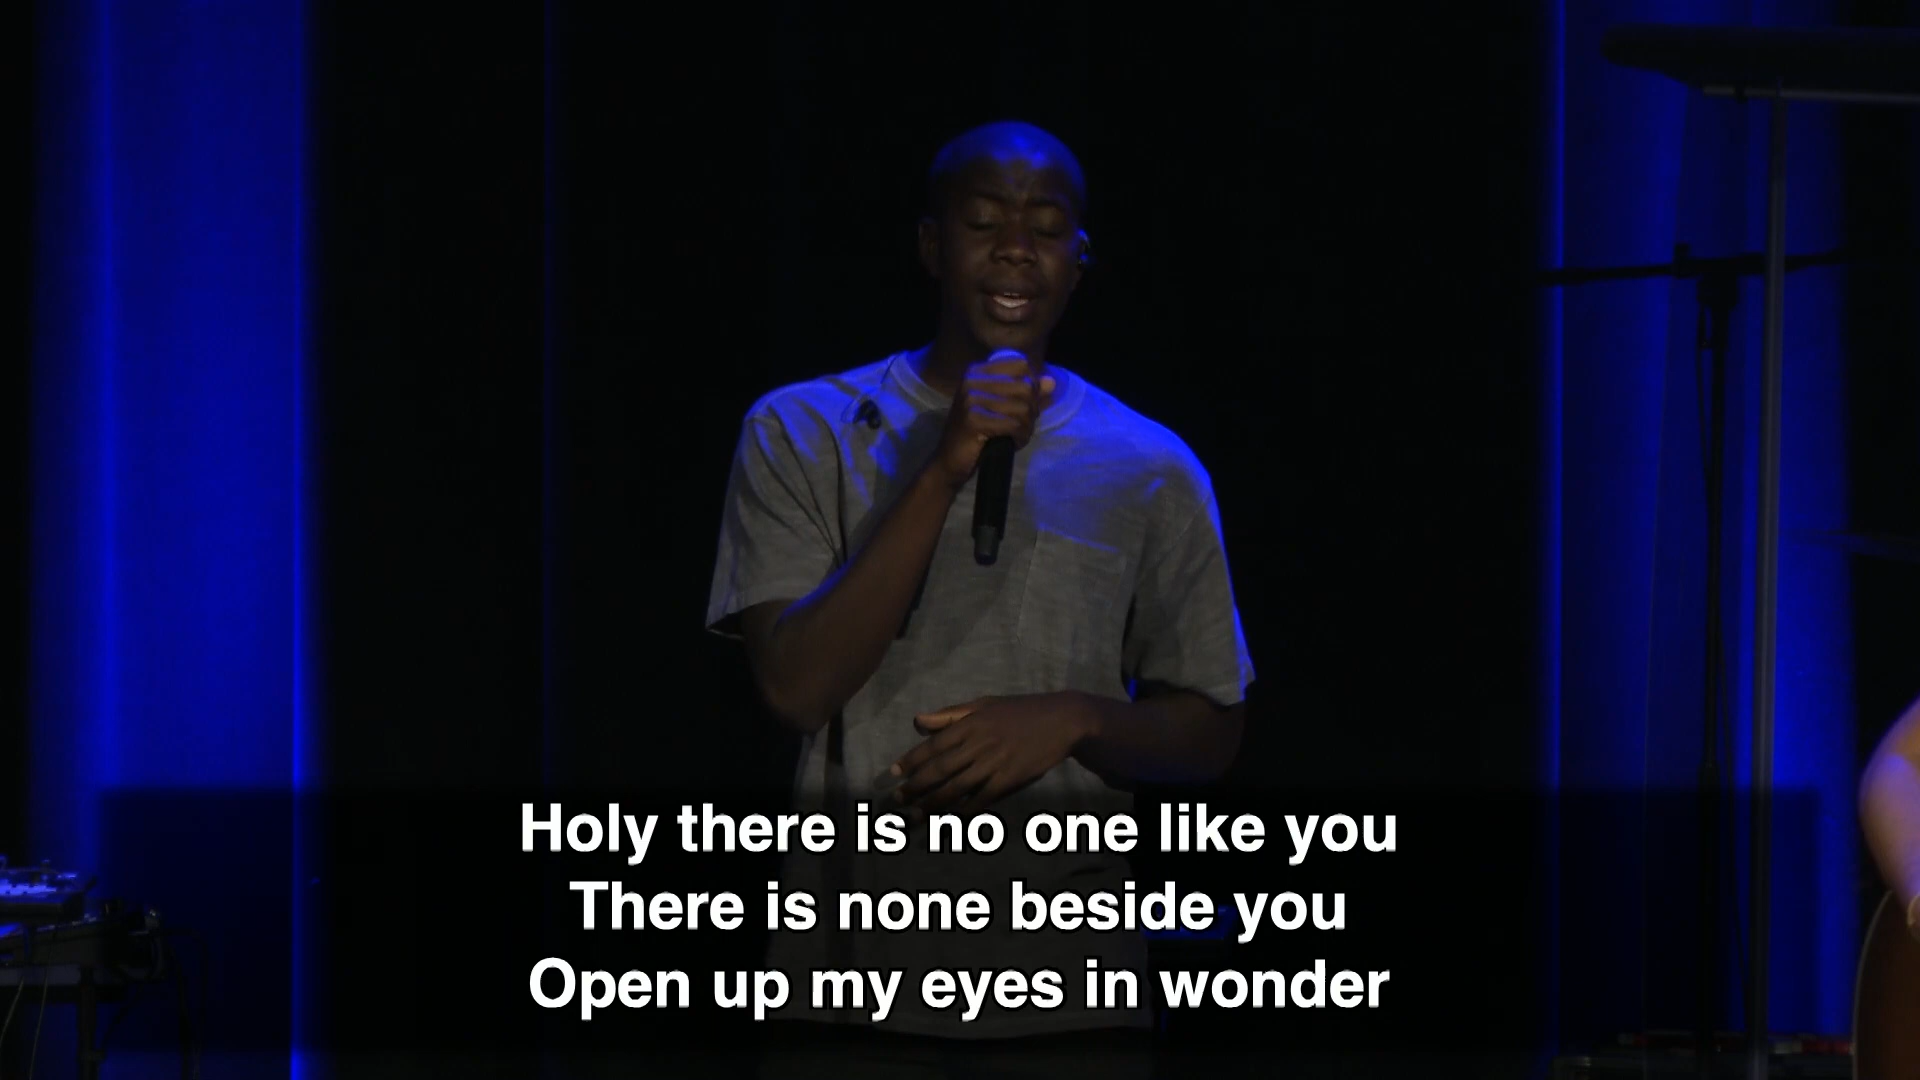 Holy there is no one like you
There is none beside you
Open up my eyes in wonder